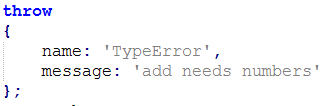 throw
{
    name: 'TypeError',
    message: 'add needs numbers'
};